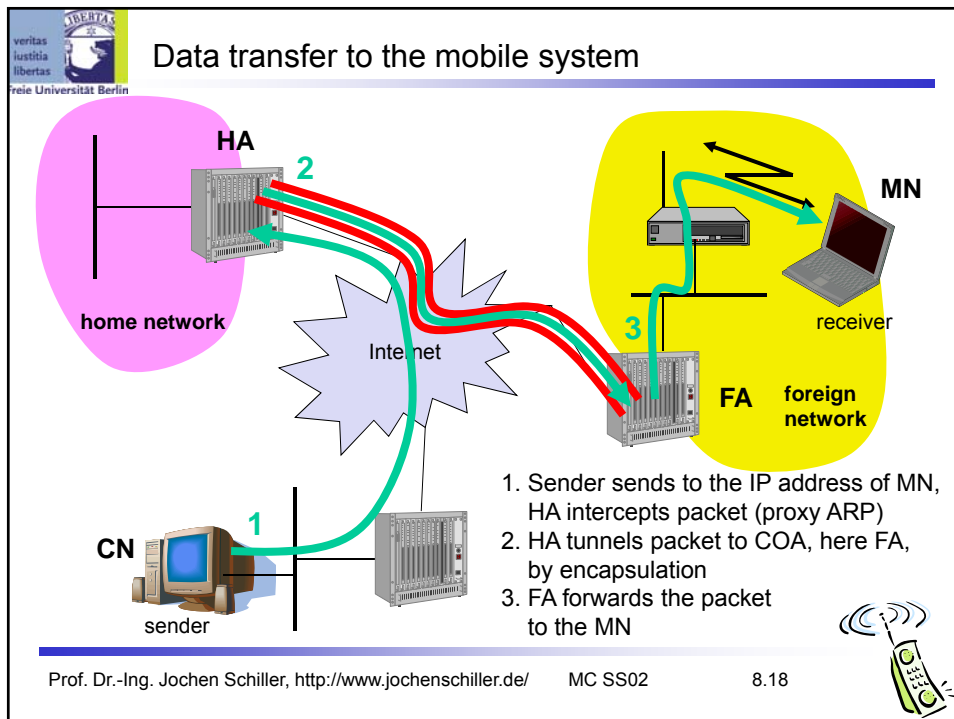 veritas
iustitia
libertas
LIBERTAS
Freie Universität Berlin
Data transfer to the mobile system
HA
2
MN
home network
Internet
3
receiver
FA
foreign
network
1
CN
sender
1. Sender sends to the IP address of MN,
HA intercepts packet (proxy ARP)
2. HA tunnels packet to COA, here FA,
by encapsulation
3. FA forwards the packet
to the MN
Prof. Dr.-Ing. Jochen Schiller, http://www.jochenschiller.de/ MC SS02 8.18